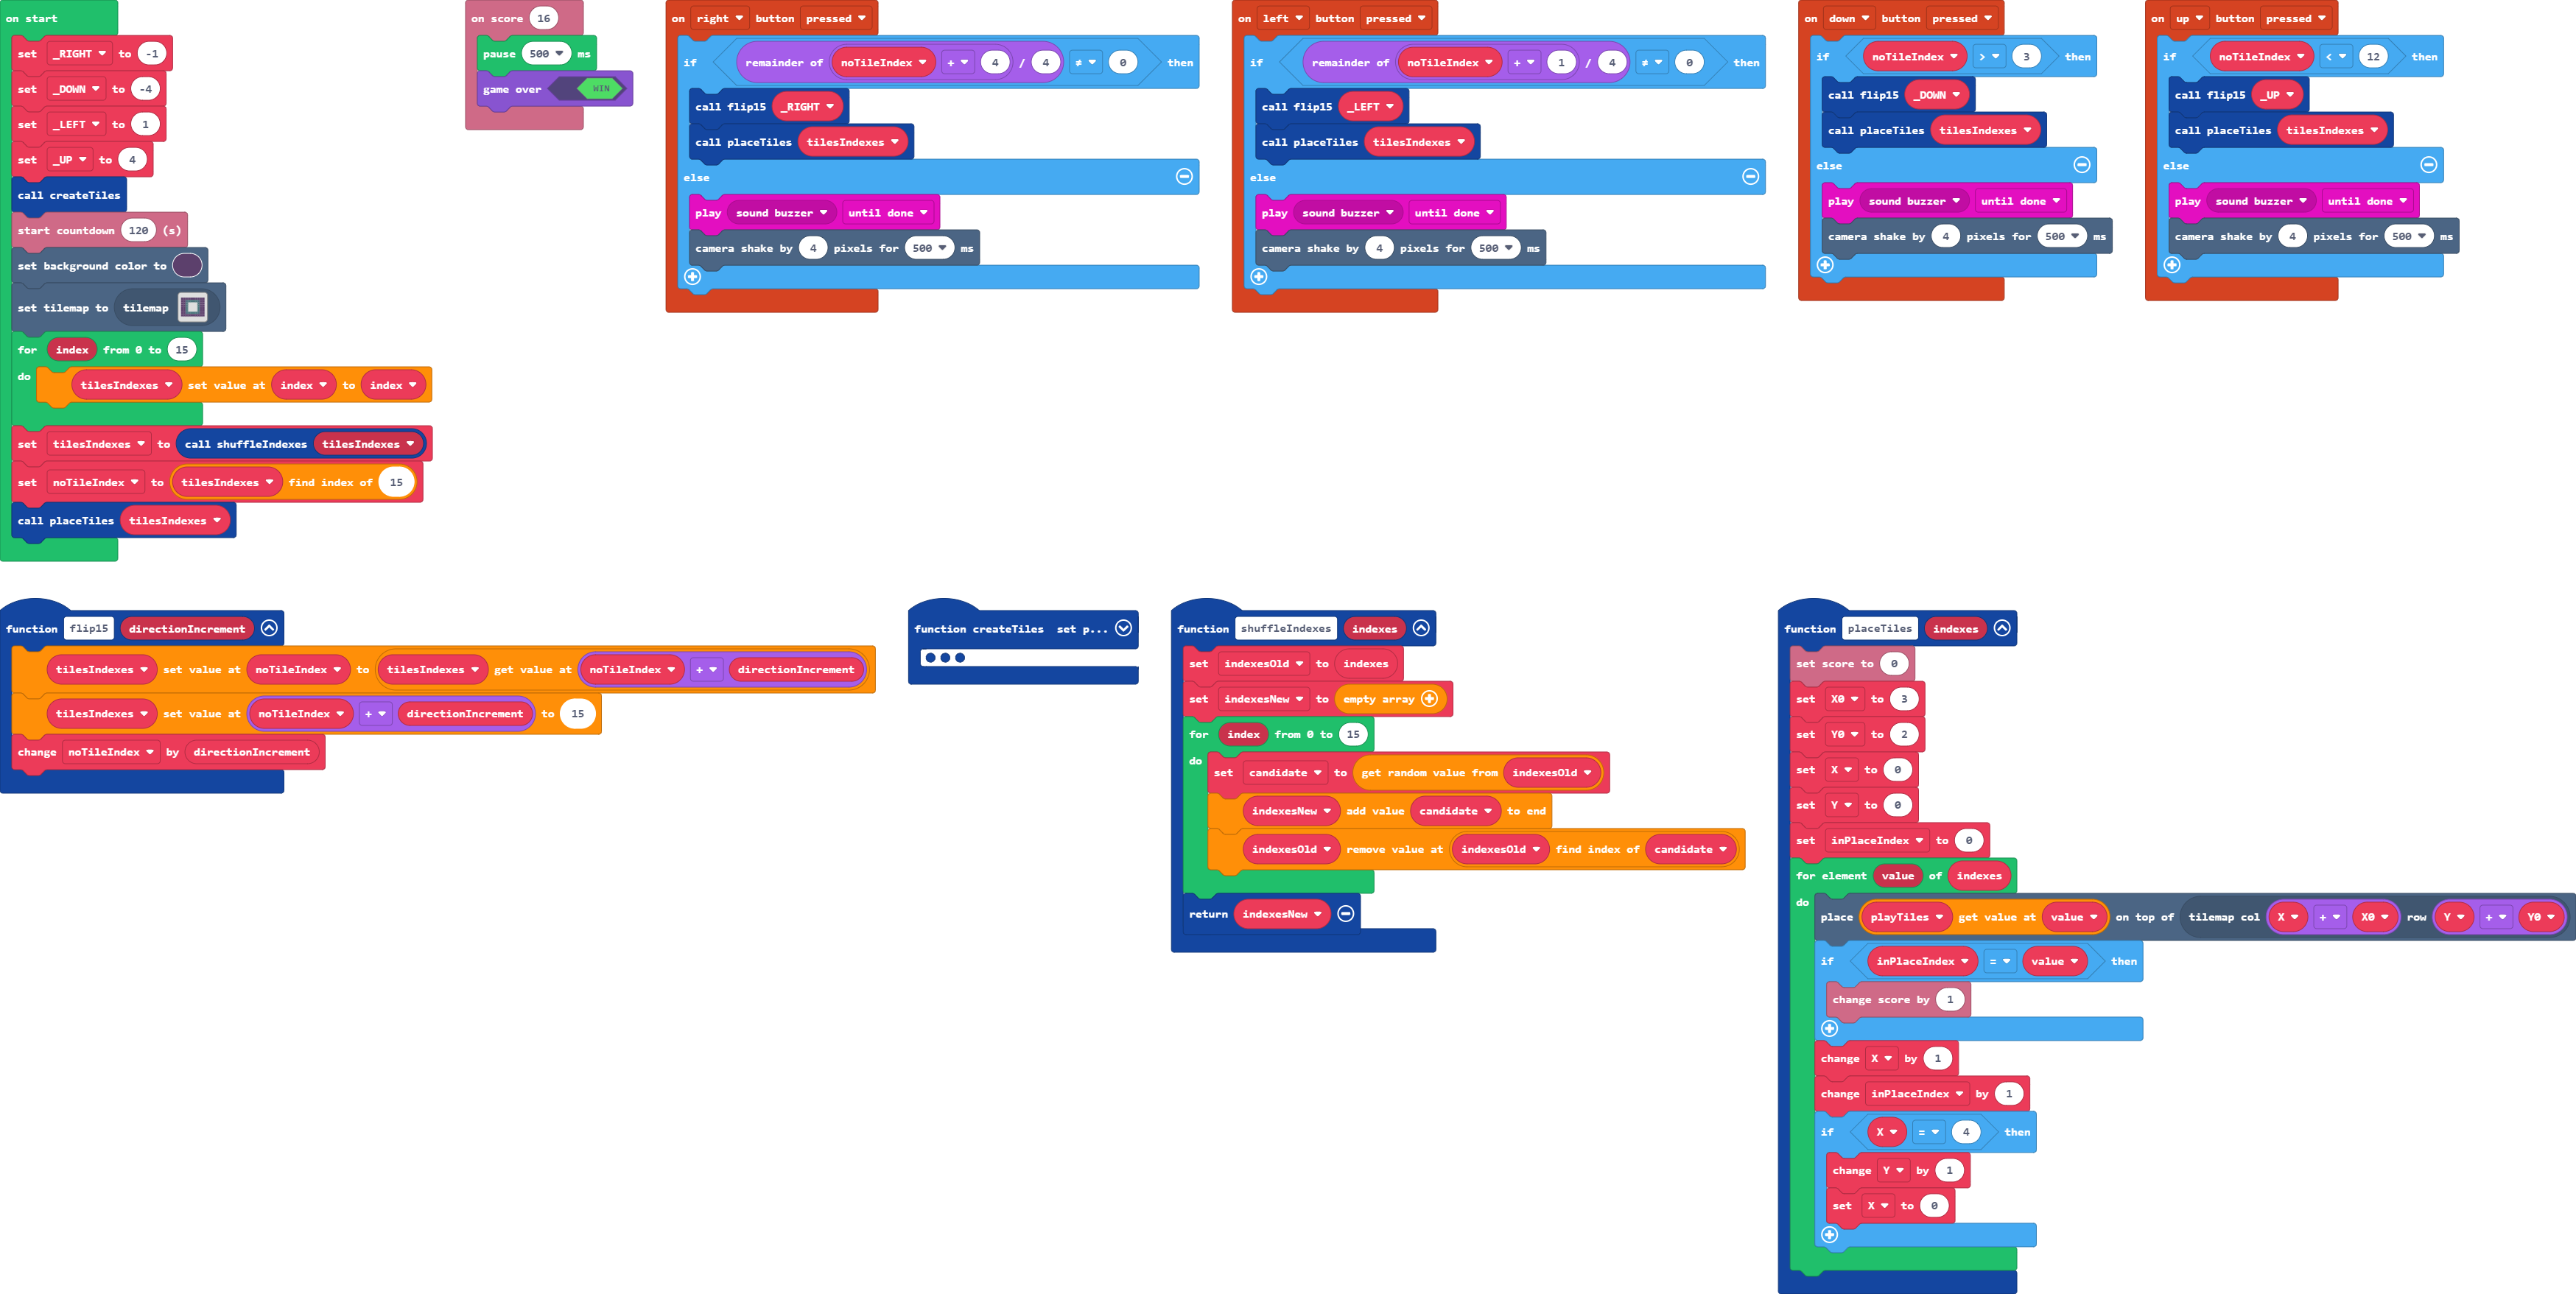 on start
set _RIGHT to -1
set _DOWN to -4
set _LEFT to 1
set _UP to 4
call createTiles
start countdown 120 (s)
set background color to
set tilemap to tilemap
for index from 0 to 15
do tilesIndexes set value at index to index
set tilesIndexes to call shuffleIndexes tilesIndexes
set noTileIndex to tilesIndexes find index of 15
call placeTiles tilesIndexes
on score 16
pause 500 ms
game over WIN
on right button pressed
if remainder of noTileIndex + 4 / 4 ≠ 0 then
call flip15 _RIGHT
call placeTiles tilesIndexes
else
play sound buzzer until done
camera shake by 4 pixels for 500 ms
on left button pressed
if remainder of noTileIndex + 1 / 4 ≠ 0 then
call flip15 _LEFT
call placeTiles tilesIndexes
else
play sound buzzer until done
camera shake by 4 pixels for 500 ms
on down button pressed
if noTileIndex > 3 then
call flip15 _DOWN
call placeTiles tilesIndexes
else
play sound buzzer until done
camera shake by 4 pixels for 500 ms
on up button pressed
if noTileIndex < 12 then
call flip15 _UP
call placeTiles tilesIndexes
else
play sound buzzer until done
camera shake by 4 pixels for 500 ms
function flip15 directionIncrement
tilesIndexes set value at noTileIndex to tilesIndexes get value at noTileIndex + directionIncrement
tilesIndexes set value at noTileIndex + directionIncrement to 15
change noTileIndex by directionIncrement
function createTiles set p...
function shuffleIndexes indexes
set indexesOld to indexes
set indexesNew to empty array
for index from 0 to 15
do set candidate to get random value from indexesOld
indexesNew add value candidate to end
indexesOld remove value at indexesOld find index of candidate
return indexesNew
function placeTiles indexes
set score to 0
set X0 to 3
set Y0 to 2
set X to 0
set Y to 0
set inPlaceIndex to 0
for element value of indexes
do place playTiles get value at value on top of tilemap col X + X0 row Y + Y0
if inPlaceIndex = value then
change score by 1
change X by 1
change inPlaceIndex by 1
if X = 4 then
change Y by 1
set X to 0